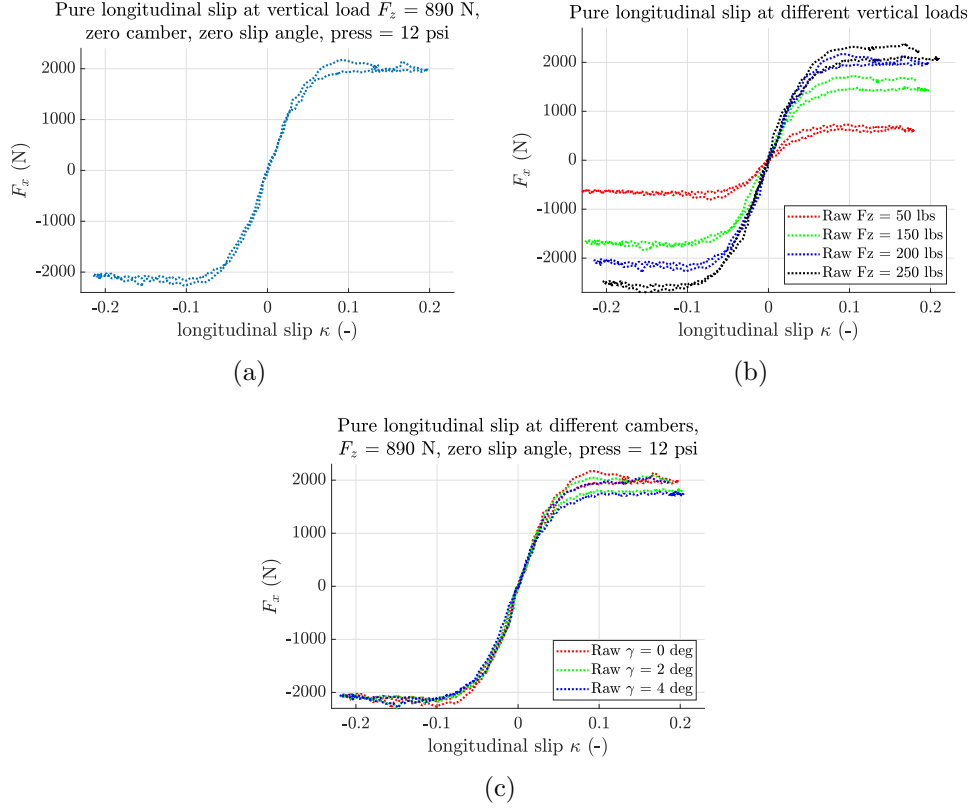 Pure longitudinal slip at vertical load Fz = 890 N,
zero camber, zero slip angle, press = 12 psi
2000
1000
0
-1000
-2000
Fx (N)
-0.2
-0.1
0
0.1
0.2
longitudinal slip κ (-)
(a)
Pure longitudinal slip at different vertical loads
2000
1000
0
-1000
-2000
Fx (N)
Raw Fz = 50 lbs
Raw Fz = 150 lbs
Raw Fz = 200 lbs
Raw Fz = 250 lbs
-0.2
-0.1
0
0.1
0.2
longitudinal slip κ (-)
(b)
Pure longitudinal slip at different cambers,
Fz = 890 N, zero slip angle, press = 12 psi
2000
1000
0
-1000
-2000
Fx (N)
Raw γ = 0 deg
Raw γ = 2 deg
Raw γ = 4 deg
-0.2
-0.1
0
0.1
0.2
longitudinal slip κ (-)
(c)